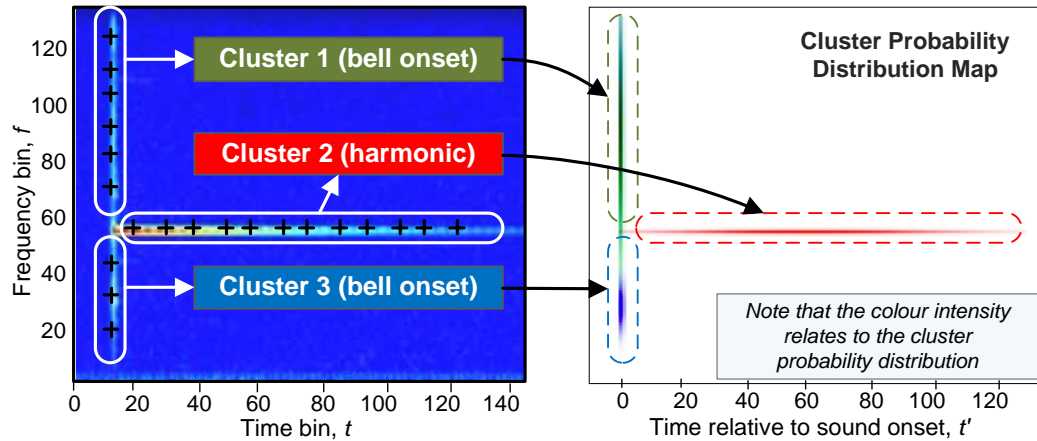 Frequency bin, f
120
100
80
60
40
20
Cluster 1 (bell onset)
Cluster 2 (harmonic)
Cluster 3 (bell onset)
0 20 40 60 80 100 120 140
Time bin, t
Cluster Probability
Distribution Map
Note that the colour intensity
relates to the cluster
probability distribution
0 20 40 60 80 100 120
Time relative to sound onset, t'